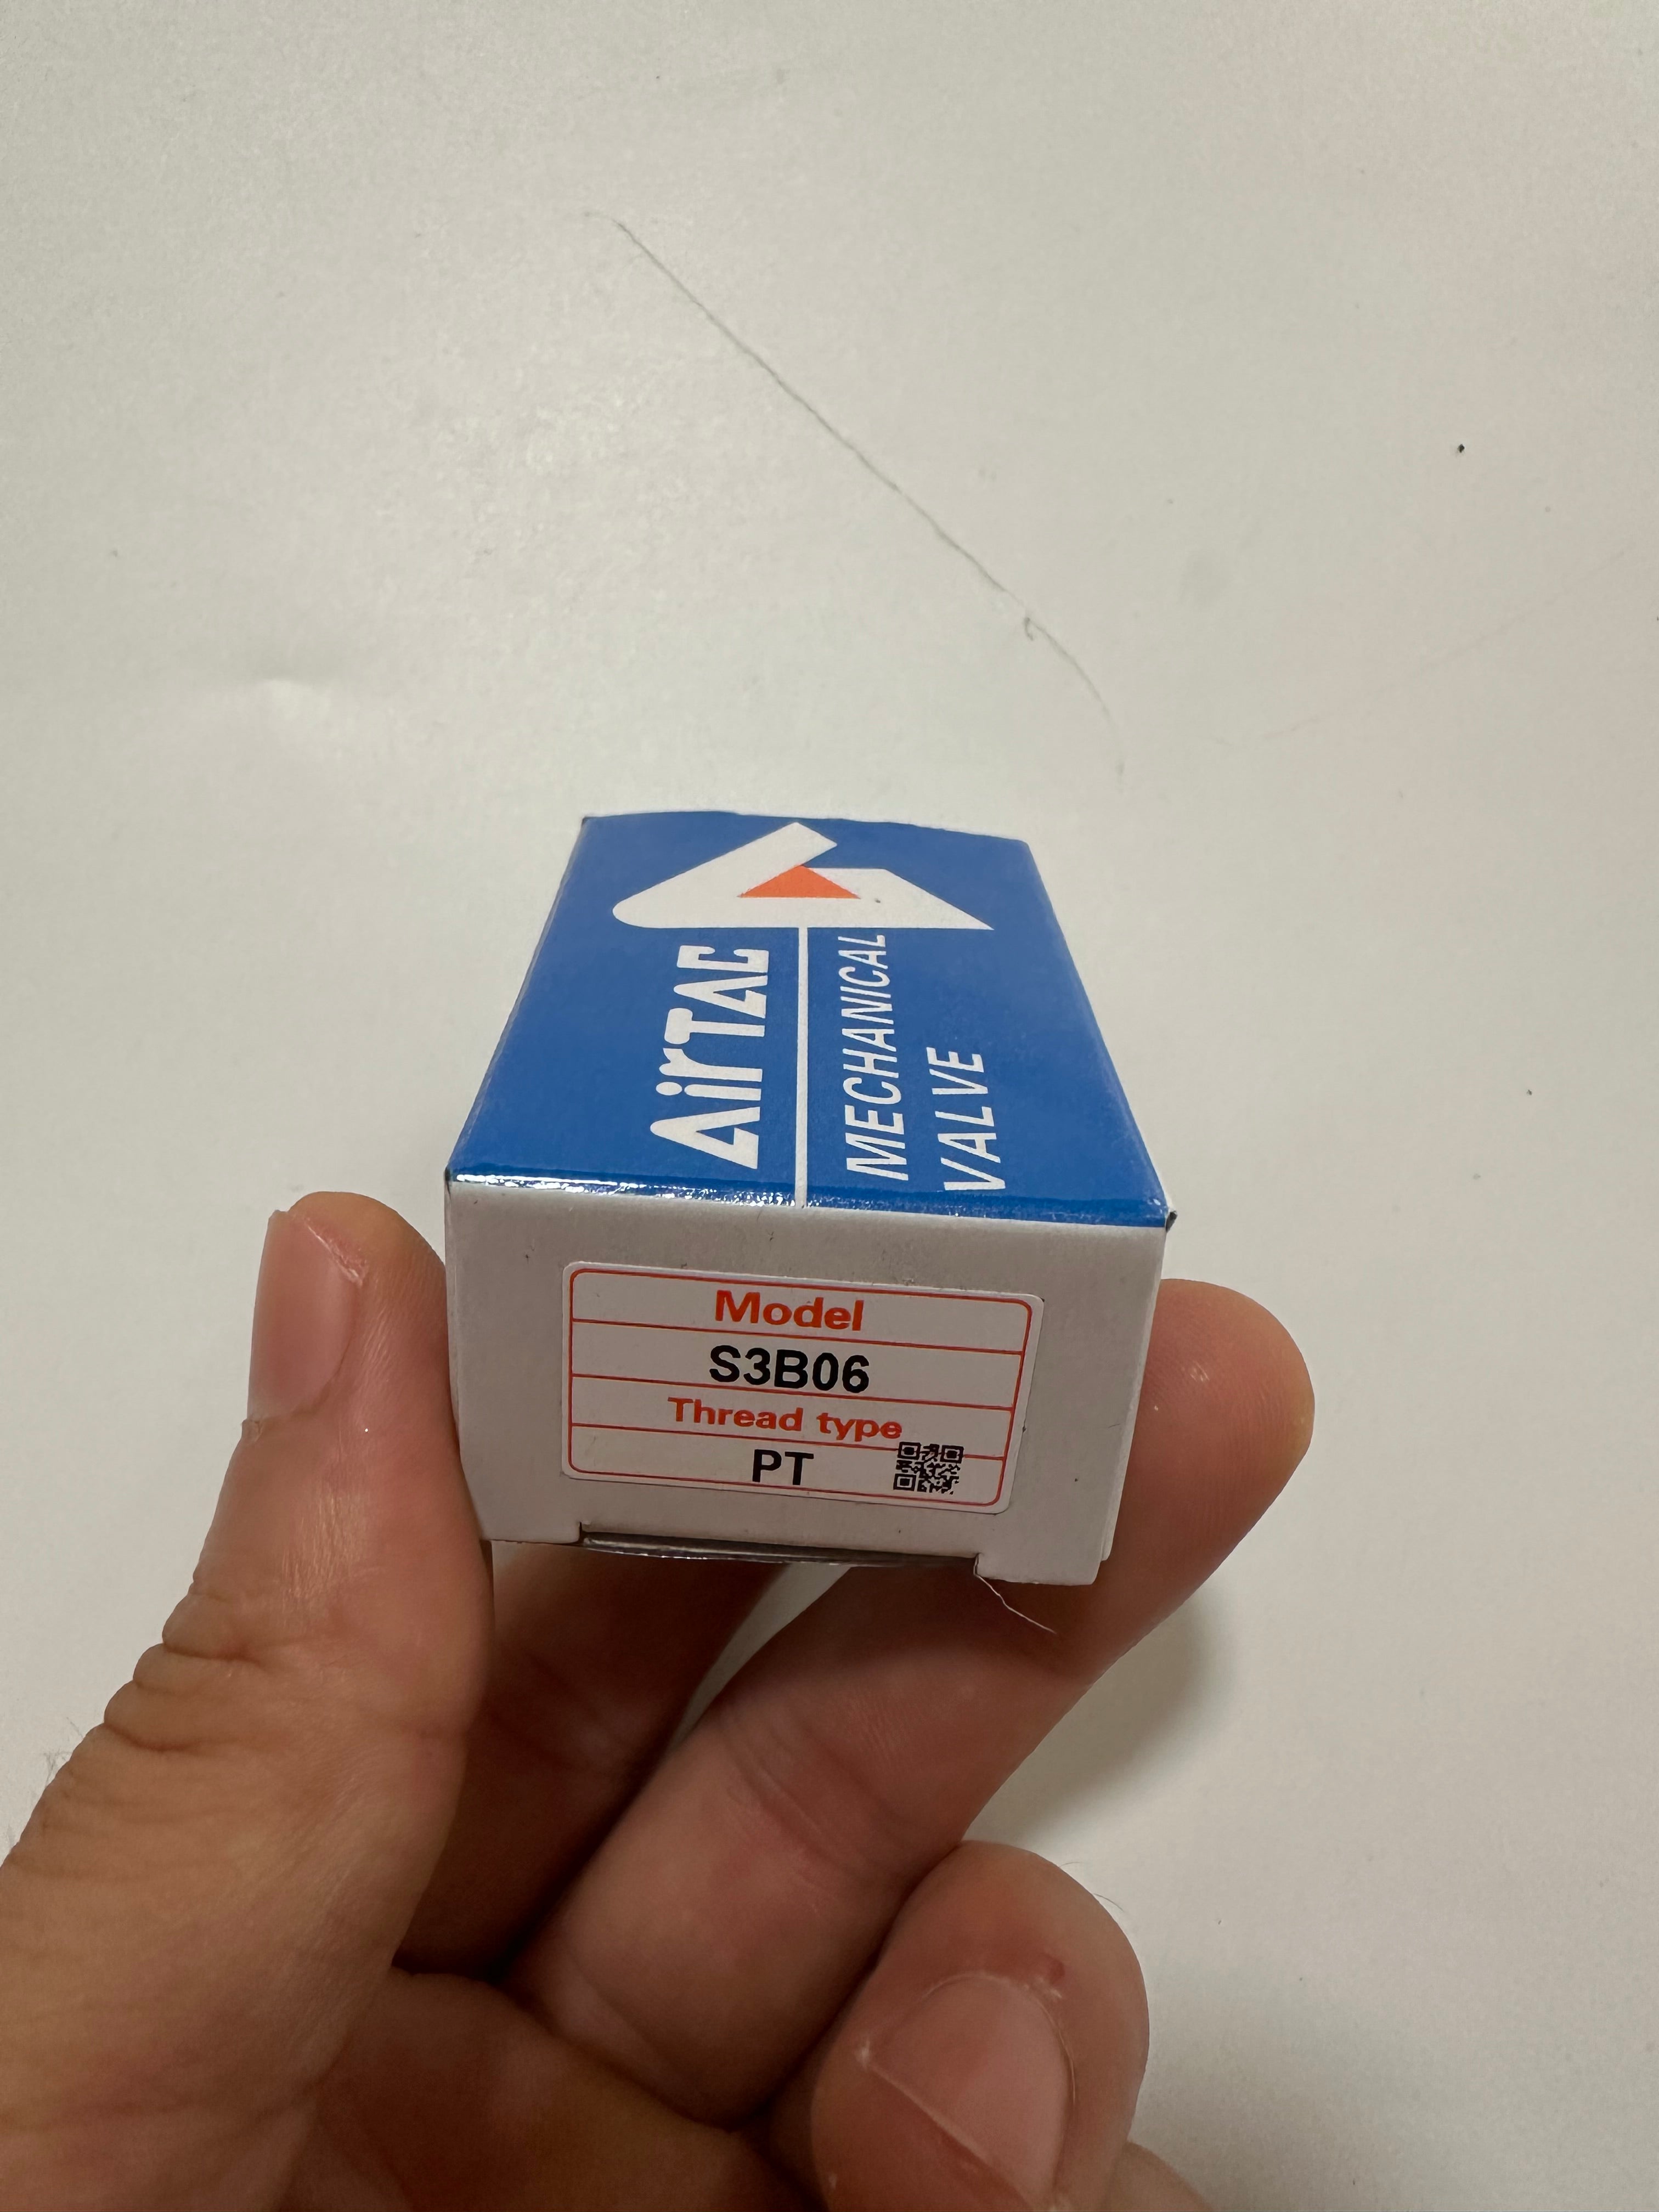 AirTAC
MECHANICAL
VALVE
Model
S3B06
Thread type
PT